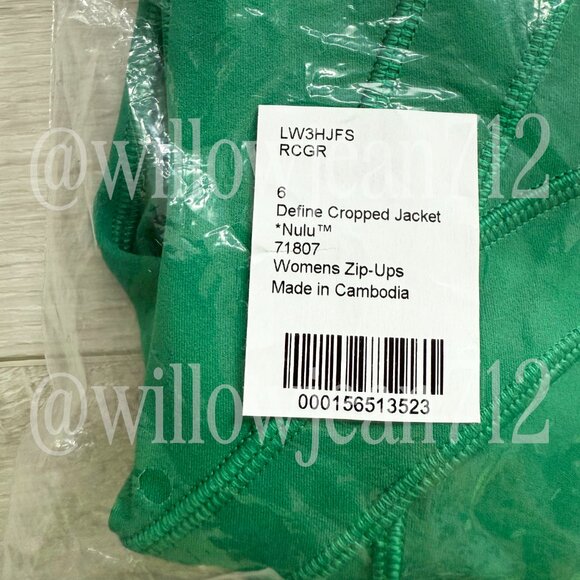 LW3HJFS
RCGR
@willowjean712
6
Define Cropped Jacket
*Nulu™
71807
Womens Zip-Ups
Made in Cambodia
@willowjean712
000156513523